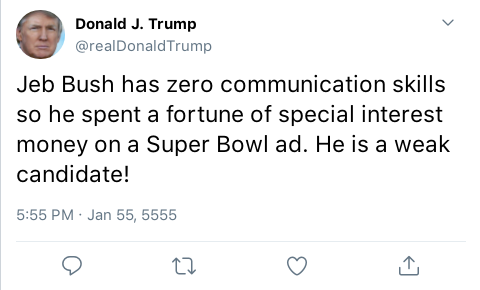 Donald J. Trump
@realDonaldTrump
Jeb Bush has zero communication skills
so he spent a fortune of special interest
money on a Super Bowl ad. He is a weak
candidate!
5:55 PM · Jan 55, 5555